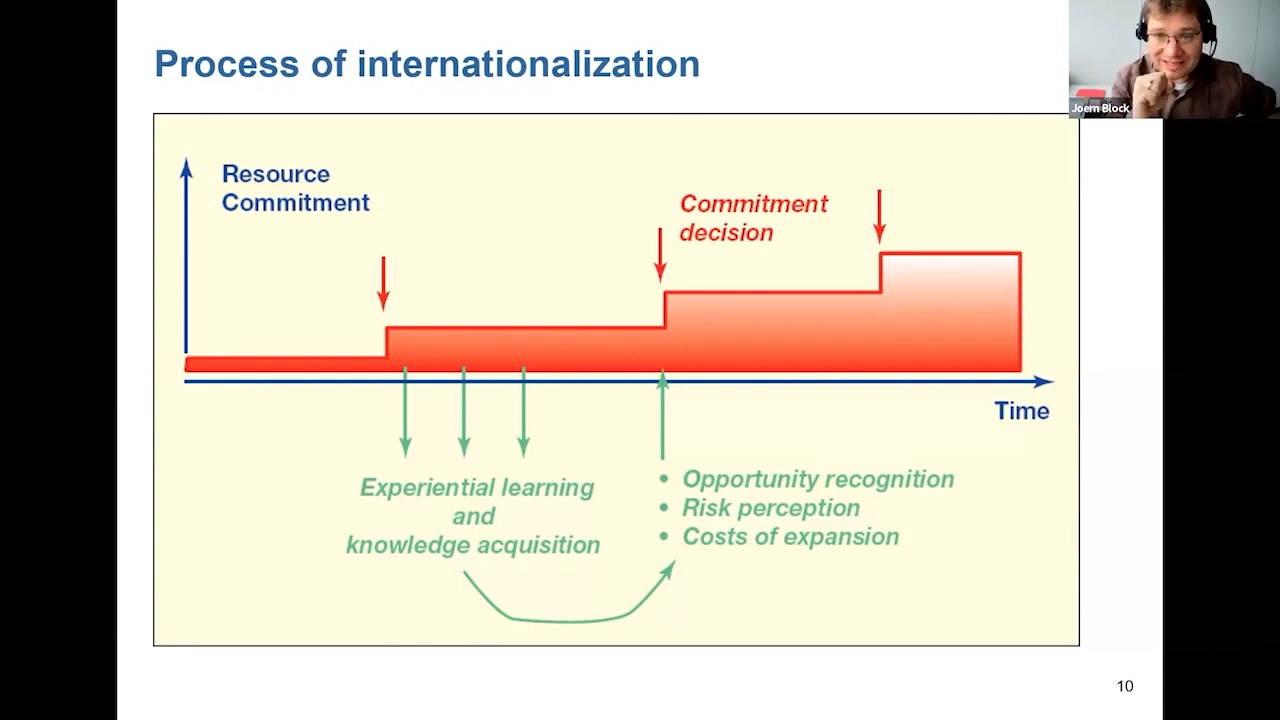 Process of internationalization
Joern Block
Resource
Commitment
Commitment
decision
Time
Experiential learning
and
knowledge acquisition
• Opportunity recognition
• Risk perception
• Costs of expansion
10